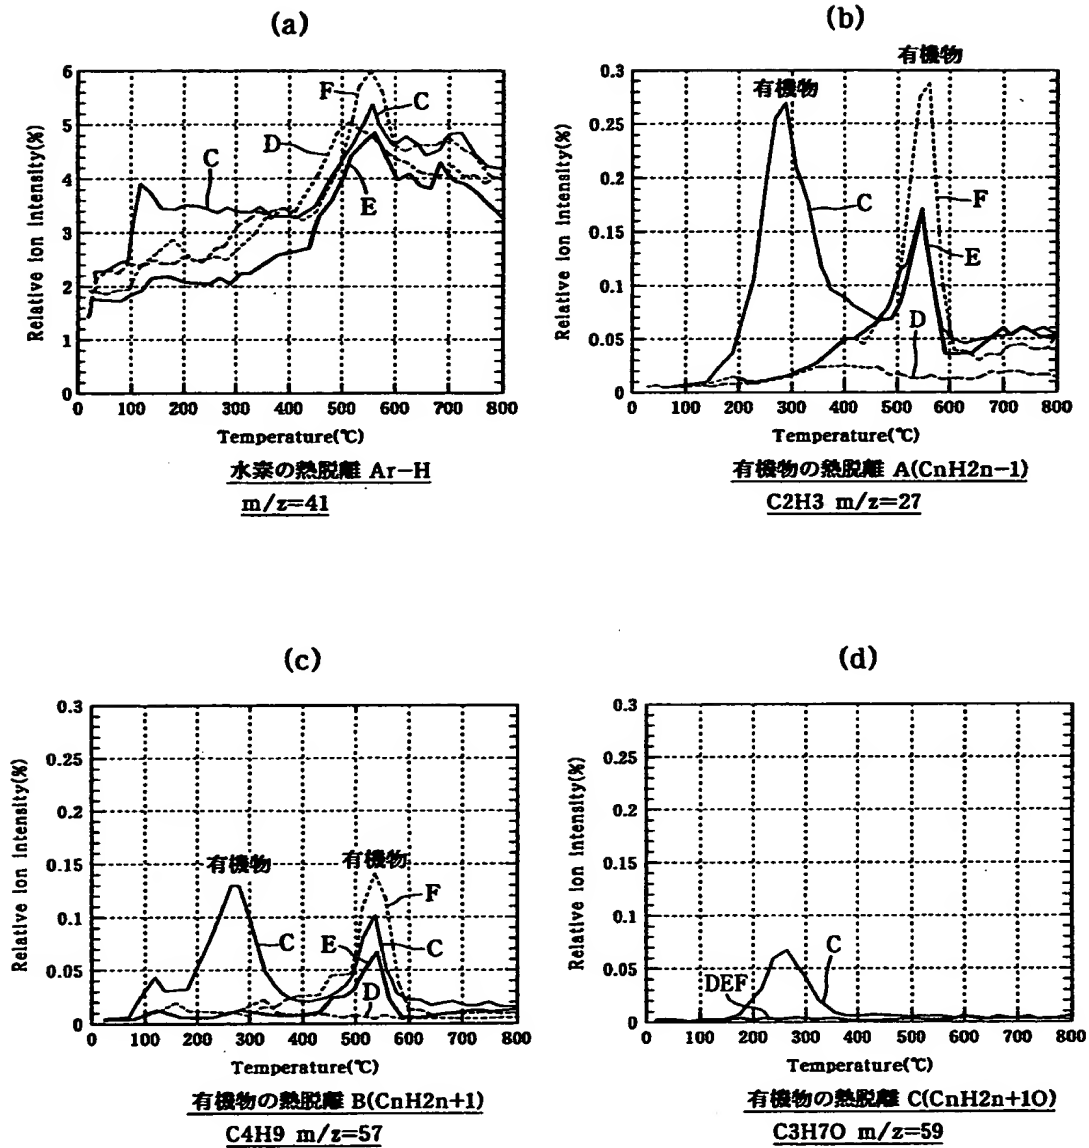 (a)
6
5
4
3
2
1
0
Relative Ion Intensity(%)
F
C
D
C
E
0 100 200 300 400 500 600 700 800
Temperature(℃)
水素の熱脱離 Ar-H
m/z=41
(b)
有機物
0.3
0.25
0.2
0.15
0.1
0.05
0
Relative Ion Intensity(%)
有機物
C
F
E
D
0 100 200 300 400 500 600 700 800
Temperature(℃)
有機物の熱脱離 A(CnH2n-1)
C2H3 m/z=27
(c)
0.3
0.25
0.2
0.15
0.1
0.05
0
Relative Ion Intensity(%)
有機物
有機物
F
C
E
C
D
0 100 200 300 400 500 600 700 800
Temperature(℃)
有機物の熱脱離 B(CnH2n+1)
C4H9 m/z=57
(d)
0.3
0.25
0.2
0.15
0.1
0.05
0
Relative Ion Intensity(%)
C
DEF
0 100 200 300 400 500 600 700 800
Temperature(℃)
有機物の熱脱離 C(CnH2n+1O)
C3H7O m/z=59